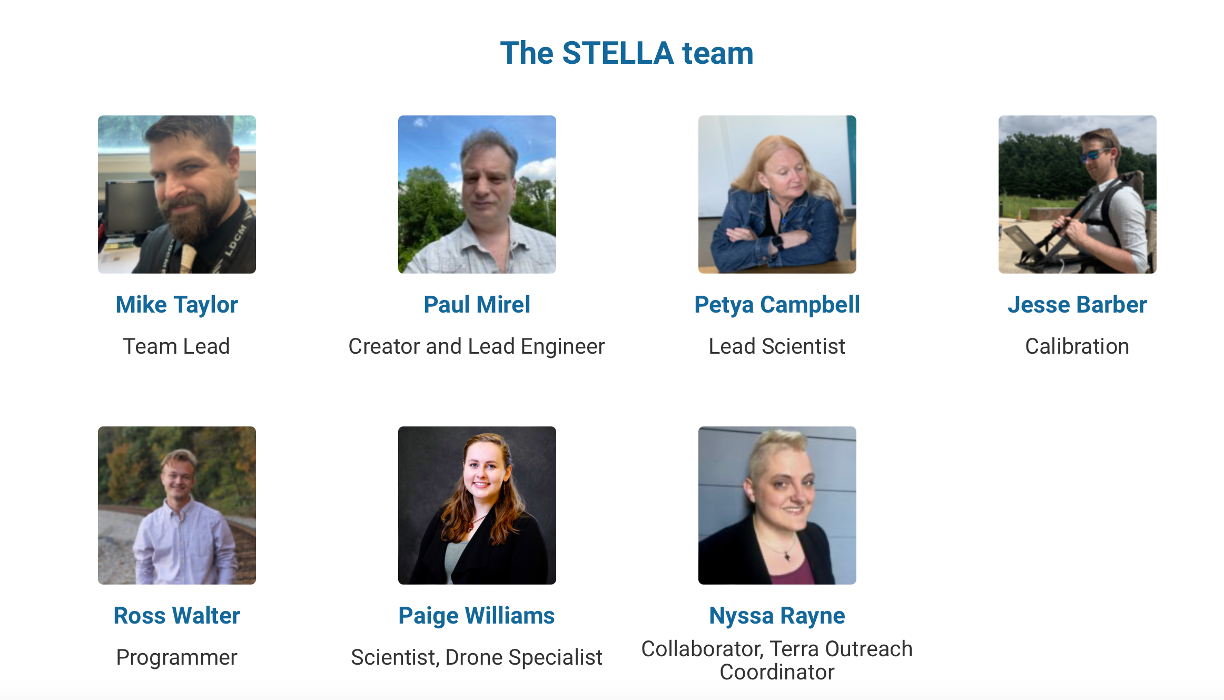 The STELLA team
LDCM
Mike Taylor
Paul Mirel
Petya Campbell
Jesse Barber
Team Lead
Creator and Lead Engineer
Lead Scientist
Calibration
Ross Walter
Paige Williams
Nyssa Rayne
Programmer
Scientist, Drone Specialist
Collaborator, Terra Outreach
Coordinator